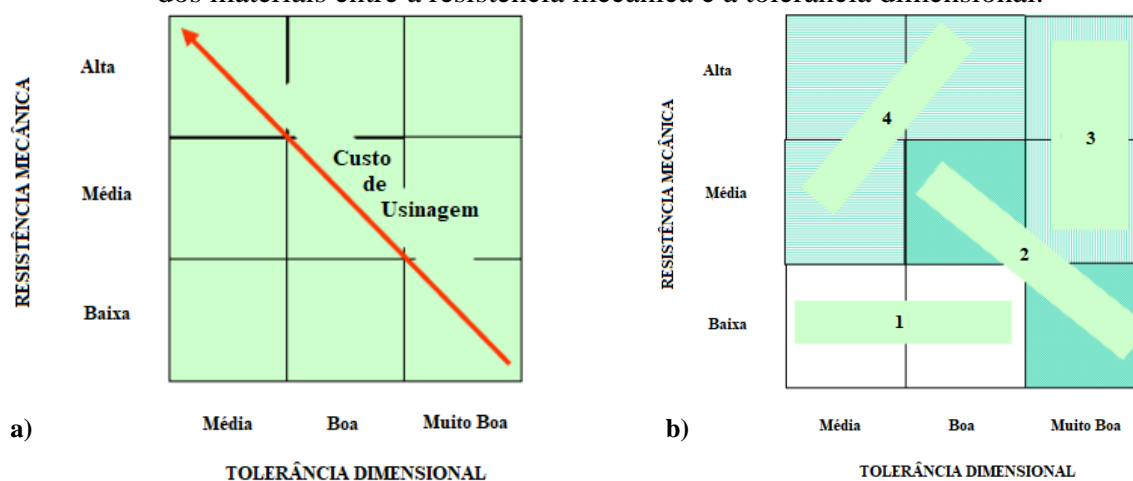 dos materiais entre a resistência mecânica e a tolerância dimensional.
RESISTÊNCIA MECÂNICA
Alta
Média
Baixa
Custo
de
Usinagem
Média Boa Muito Boa
a)
TOLERÂNCIA DIMENSIONAL
RESISTÊNCIA MECÂNICA
Alta
Média
Baixa
4
3
2
1
Média Boa Muito Boa
b)
TOLERÂNCIA DIMENSIONAL